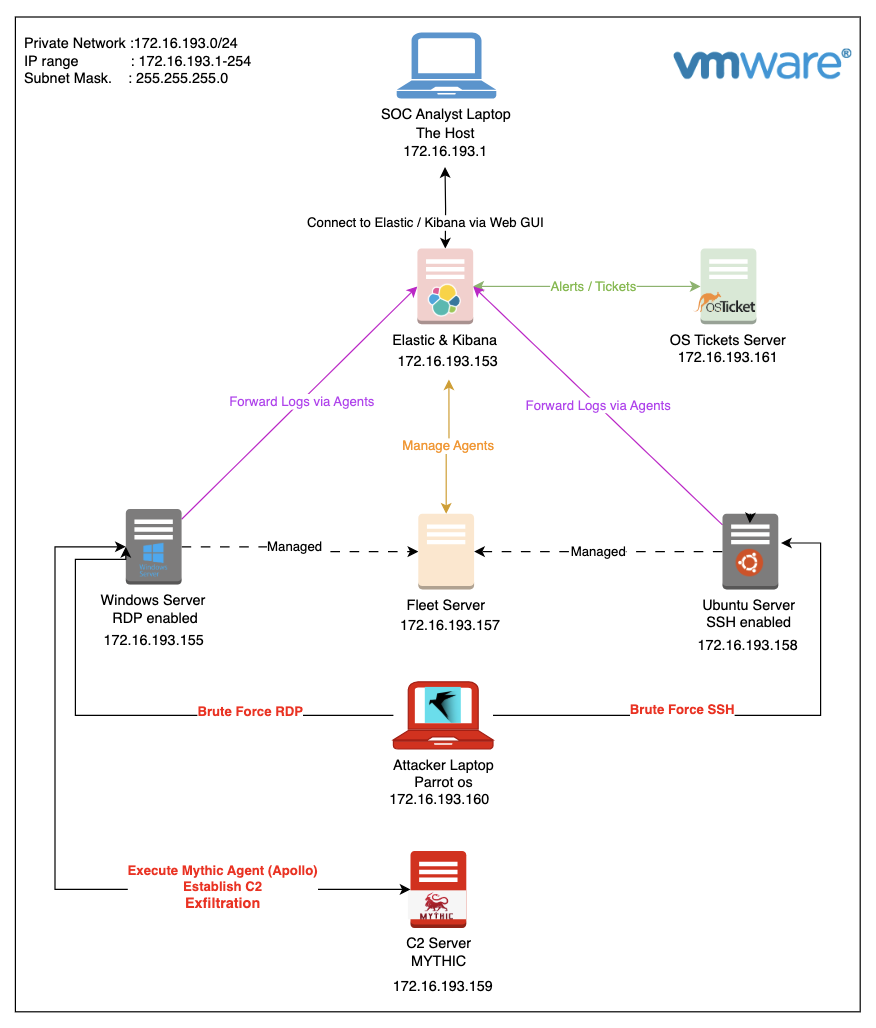 Private Network :172.16.193.0/24
IP range : 172.16.193.1-254
Subnet Mask. : 255.255.255.0
vmware®
SOC Analyst Laptop
The Host
172.16.193.1
Connect to Elastic / Kibana via Web GUI
Alerts / Tickets
osTicket
Elastic & Kibana
172.16.193.153
OS Tickets Server
172.16.193.161
Forward Logs via Agents
Forward Logs via Agents
Manage Agents
Windows Server
Managed
Managed
Windows Server
RDP enabled
172.16.193.155
Fleet Server
172.16.193.157
Ubuntu Server
SSH enabled
172.16.193.158
Brute Force RDP
Brute Force SSH
Attacker Laptop
Parrot os
172.16.193.160
Execute Mythic Agent (Apollo)
Establish C2
Exfiltration
MYTHIC
C2 Server
MYTHIC
172.16.193.159